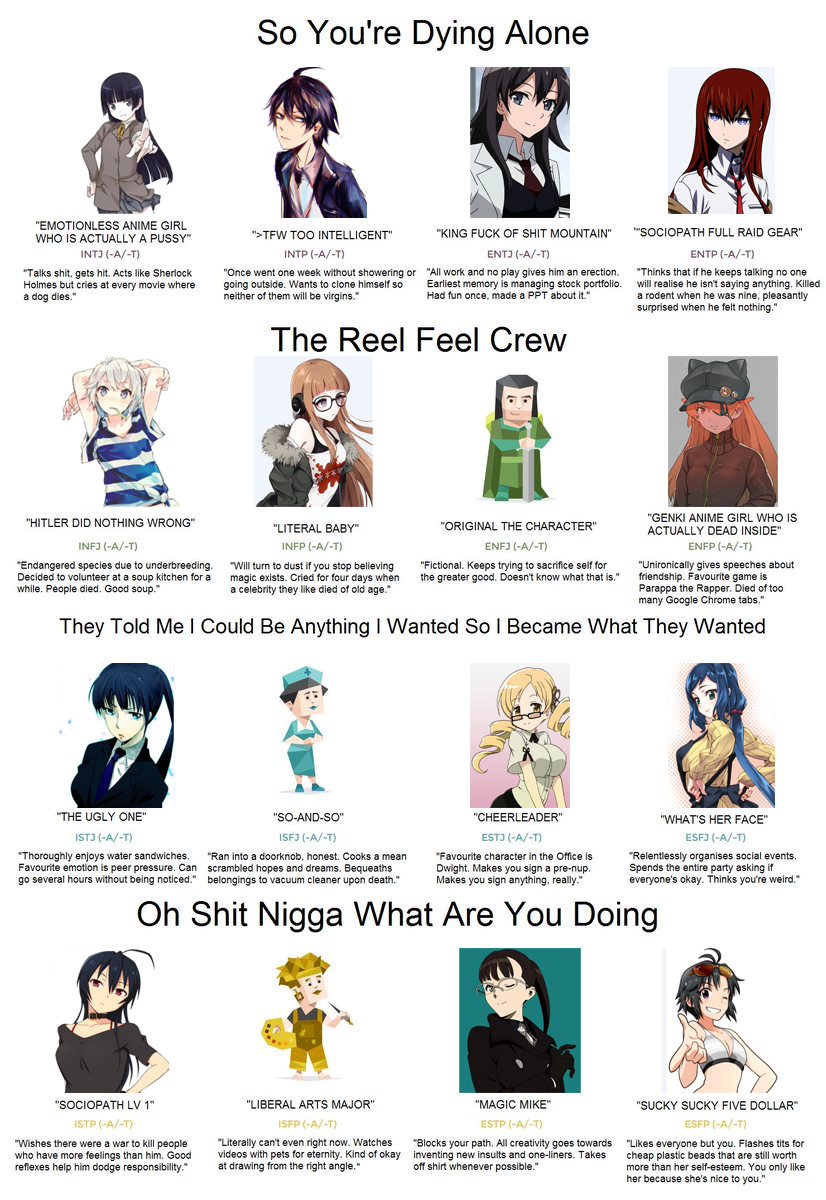 So You're Dying Alone
"EMOTIONLESS ANIME GIRL
WHO IS ACTUALLY A PUSSY"
INTJ (-A/-T)
"Talks shit, gets hit. Acts like Sherlock
Holmes but cries at every movie where
a dog dies."
">TFW TOO INTELLIGENT"
INTP (-A/-T)
"Once went one week without showering or
going outside. Wants to clone himself so
neither of them will be virgins."
"KING FUCK OF SHIT MOUNTAIN"
ENTJ (-A/-T)
"All work and no play gives him an erection.
Earliest memory is managing stock portfolio.
Had fun once, made a PPT about it."
"SOCIOPATH FULL RAID GEAR"
ENTP (-A/-T)
"Thinks that if he keeps talking no one
will realise he isn't saying anything. Killed
a rodent when he was nine, pleasantly
surprised when he felt nothing."
The Reel Feel Crew
"HITLER DID NOTHING WRONG"
INFJ (-A/-T)
"Endangered species due to underbreeding.
Decided to volunteer at a soup kitchen for a
while. People died. Good soup."
"LITERAL BABY"
INFP (-A/-T)
"Will turn to dust if you stop believing
magic exists. Cried for four days when
a celebrity they like died of old age."
"ORIGINAL THE CHARACTER"
ENFJ (-A/-T)
"Fictional. Keeps trying to sacrifice self for
the greater good. Doesn't know what that is."
"GENKI ANIME GIRL WHO IS
ACTUALLY DEAD INSIDE"
ENFP (-A/-T)
"Unironically gives speeches about
friendship. Favourite game is
Parappa the Rapper. Died of too
many Google Chrome tabs."
They Told Me I Could Be Anything I Wanted So I Became What They Wanted
"THE UGLY ONE"
ISTJ (-A/-T)
"Thoroughly enjoys water sandwiches.
Favourite emotion is peer pressure. Can
go several hours without being noticed."
"SO-AND-SO"
ISFJ (-A/-T)
"Ran into a doorknob, honest. Cooks a mean
scrambled hopes and dreams. Bequeaths
belongings to vacuum cleaner upon death."
"CHEERLEADER"
ESTJ (-A/-T)
"Favourite character in the Office is
Dwight. Makes you sign a pre-nup.
Makes you sign anything, really."
"WHAT'S HER FACE"
ESFJ (-A/-T)
"Relentlessly organises social events.
Spends the entire party asking if
everyone's okay. Thinks you're weird."
Oh Shit Nigga What Are You Doing
"SOCIOPATH LV 1"
ISTP (-A/-T)
"Wishes there were a war to kill people
who have more feelings than him. Good
reflexes help him dodge responsibility."
"LIBERAL ARTS MAJOR"
ISFP (-A/-T)
"Literally can't even right now. Watches
videos with pets for eternity. Kind of okay
at drawing from the right angle."
"MAGIC MIKE"
ESTP (-A/-T)
"Blocks your path. All creativity goes towards
inventing new insults and one-liners. Takes
off shirt whenever possible."
"SUCKY SUCKY FIVE DOLLAR"
ESFP (-A/-T)
"Likes everyone but you. Flashes tits for
cheap plastic beads that are still worth
more than her self-esteem. You only like
her because she's nice to you."